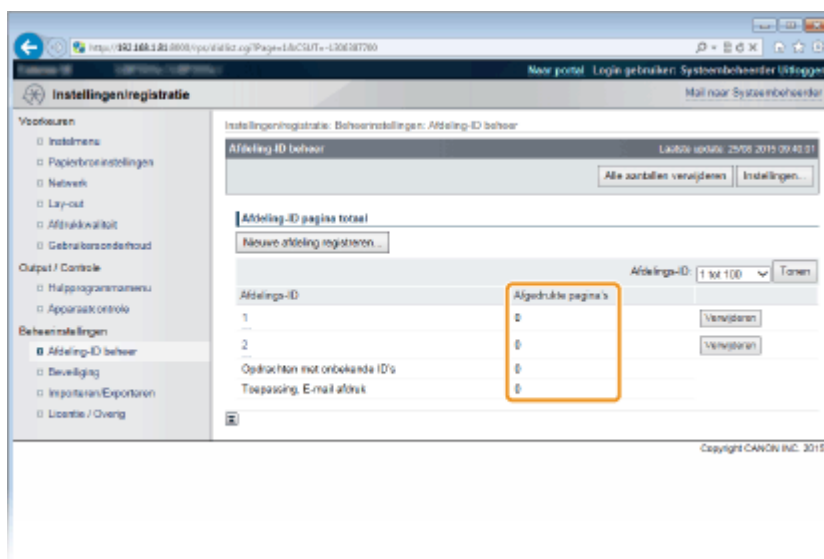 Naar portal Login gebruiker: Systeembeheerder Uitloggen
Instellingen/registratie
Mail naar Systeembeheerder
Voorkeuren
Instelmenu
Papierbroninstellingen
Netwerk
Lay-out
Afdrukkwaliteit
Gebruikersonderhoud
Output / Controle
Hulpprogrammamenu
Apparaatcontrole
Beheerinstellingen
Afdeling-ID beheer
Beveiliging
Importeren/Exporteren
Licentie / Overig
Instellingen/registratie: Beheerinstellingen: Afdeling-ID beheer
Afdeling-ID beheer
Laatste update: 25/08 2015 09:40:01
Alle aantallen verwijderen Instellingen...
Afdeling-ID pagina totaal
Nieuwe afdeling registreren...
Afdelings-ID: 1 tot 100 Tonen
Afdelings-ID Afgedrukte pagina's
1 0 Verwijderen
2 0 Verwijderen
Opdrachten met onbekende ID's 0
Toepassing, E-mail afdruk 0
Copyright CANON INC. 2015